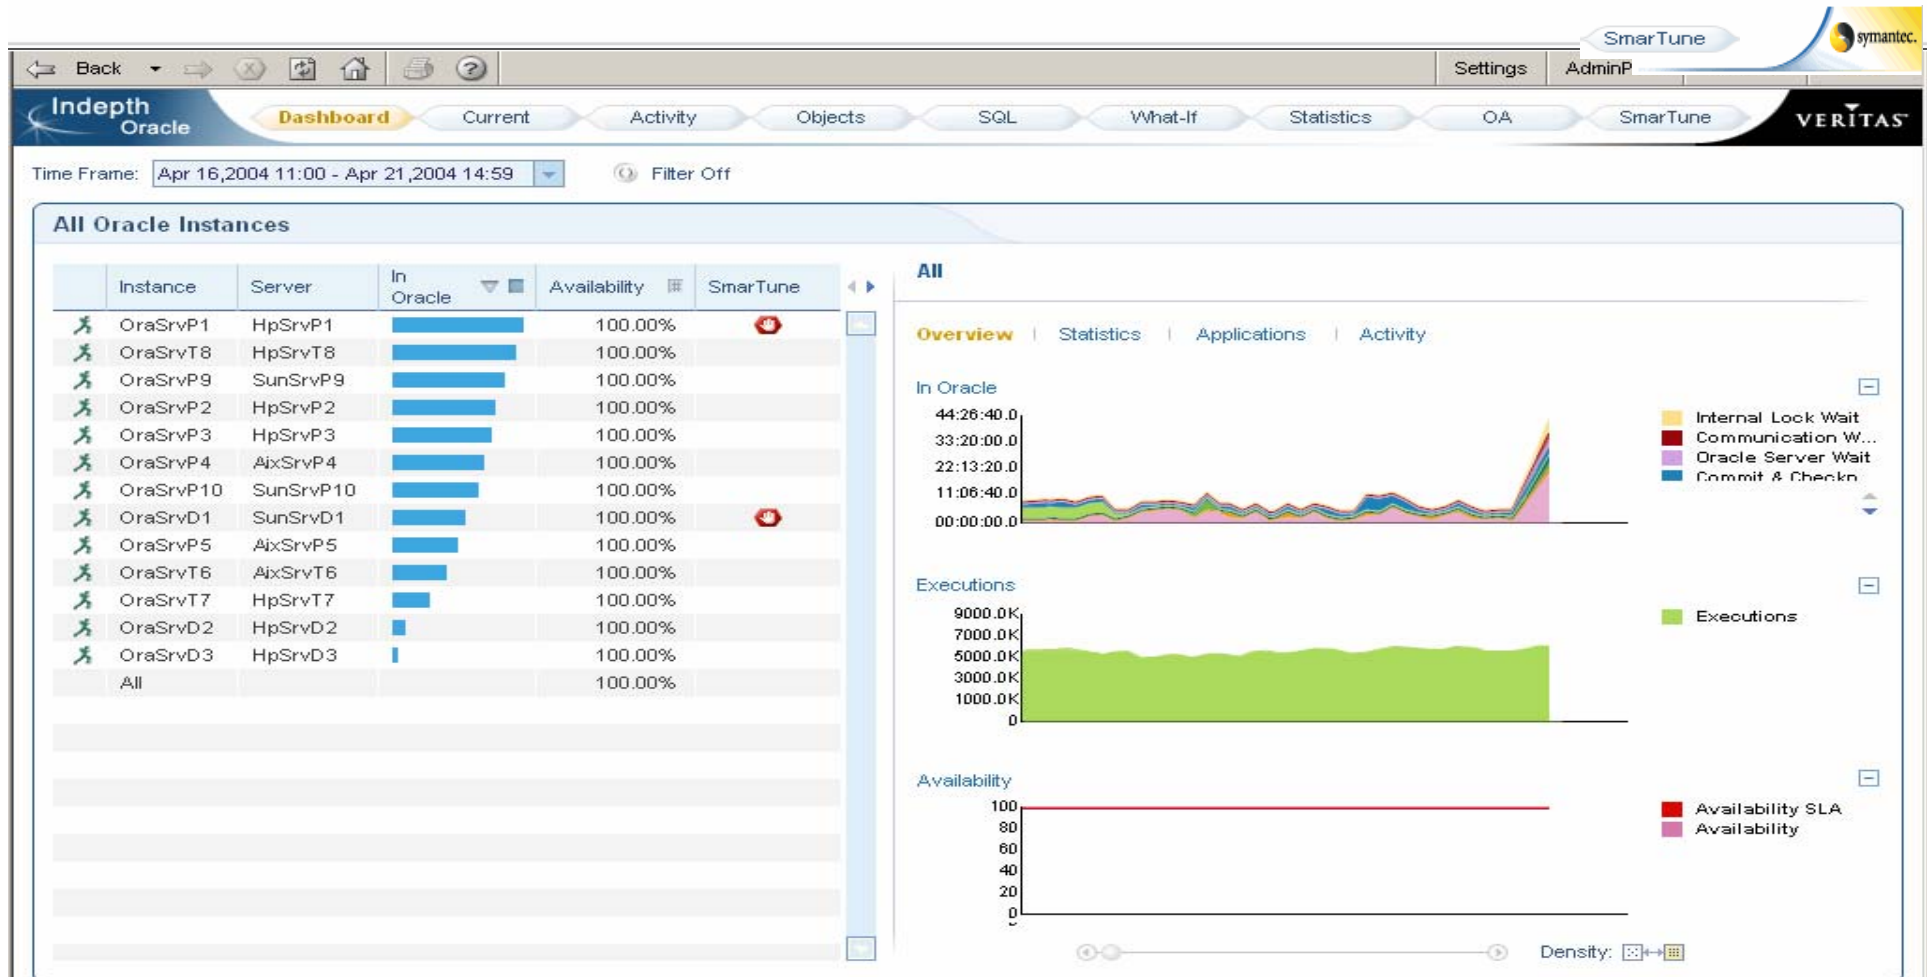 SmarTune
symantec.
Back
Settings
AdminP
Indepth
Oracle
Dashboard
Current
Activity
Objects
SQL
What-If
Statistics
OA
SmarTune
VERITAS
Time Frame: Apr 16,2004 11:00 - Apr 21,2004 14:59
Filter Off
All Oracle Instances
Instance Server In Oracle Availability SmarTune
OraSrvP1 HpSrvP1 100.00%
OraSrvT8 HpSrvT8 100.00%
OraSrvP9 SunSrvP9 100.00%
OraSrvP2 HpSrvP2 100.00%
OraSrvP3 HpSrvP3 100.00%
OraSrvP4 AixSrvP4 100.00%
OraSrvP10 SunSrvP10 100.00%
OraSrvD1 SunSrvD1 100.00%
OraSrvP5 AixSrvP5 100.00%
OraSrvT6 AixSrvT6 100.00%
OraSrvT7 HpSrvT7 100.00%
OraSrvD2 HpSrvD2 100.00%
OraSrvD3 HpSrvD3 100.00%
All 100.00%
All
Overview | Statistics | Applications | Activity
In Oracle
44:26:40.0
33:20:00.0
22:13:20.0
11:06:40.0
00:00:00.0
Internal Lock Wait
Communication W...
Oracle Server Wait
Commit & Checkp
Executions
9000.0K
7000.0K
5000.0K
3000.0K
1000.0K
0
Executions
Availability
100
80
60
40
20
0
Availability SLA
Availability
Density: